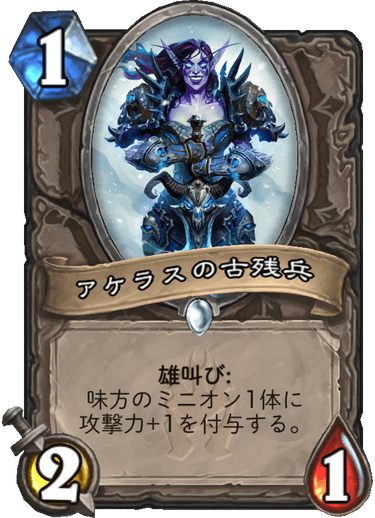 1
アケラスの古残兵
雄叫び:
味方のミニオン1体に
攻撃力+1を付与する。
2
1